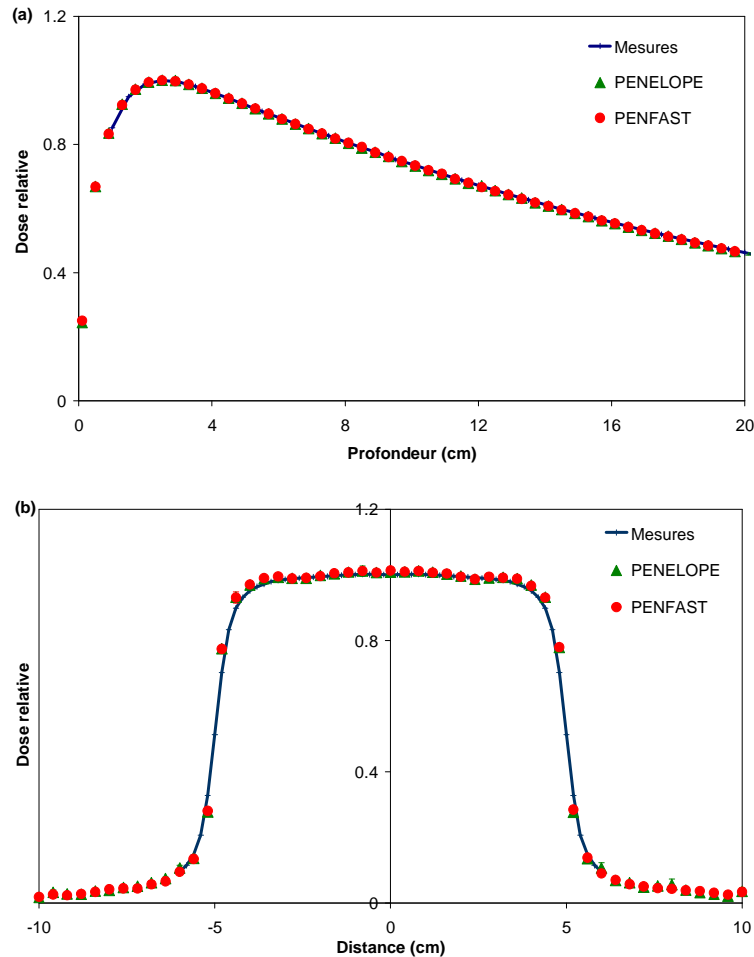 (a)
1.2
Mesures
PENELOPE
PENFAST
0.8
Dose relative
0.4
0
0 4 8 12 16 20
Profondeur (cm)
(b)
1.2
Mesures
PENELOPE
PENFAST
0.8
Dose relative
0.4
0
-10 -5 0 5 10
Distance (cm)